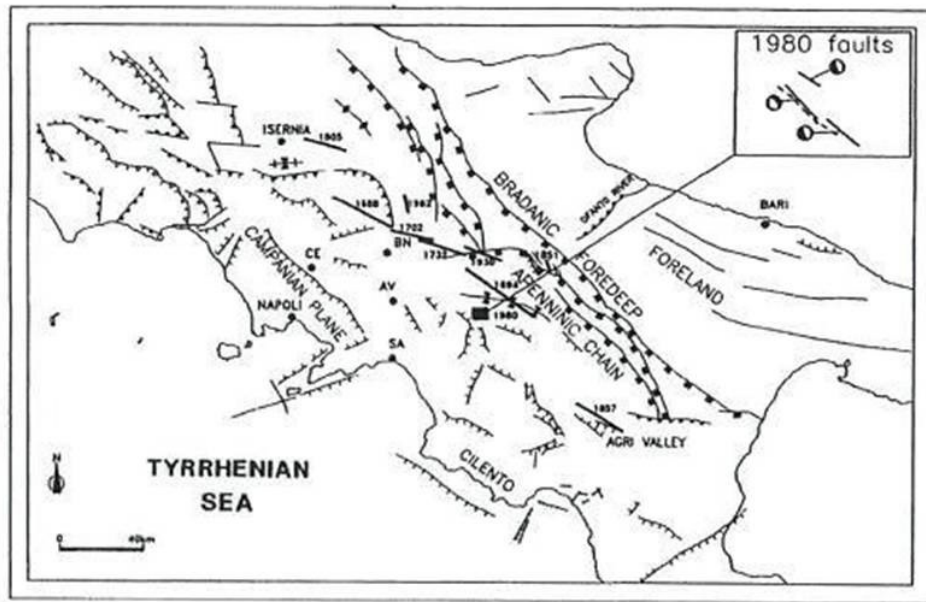 1980 faults
ISERNIA
1805
BRADANIC
OFANTO RIVER
BARI
1688
1962
1702
BN
1732
1930
1851
FOREDEEP
FORELAND
CAMPANIAN PLANE
CE
1694
APENNINIC CHAIN
AV
NAPOLI
1980
SA
1857
AGRI VALLEY
CILENTO
TYRRHENIAN
SEA
N
0 40km